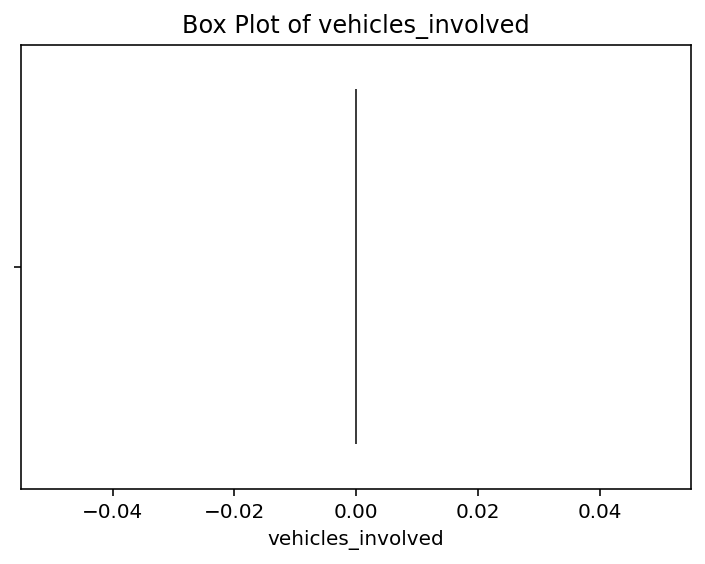 Box Plot of vehicles_involved
−0.04 −0.02 0.00 0.02 0.04
vehicles_involved